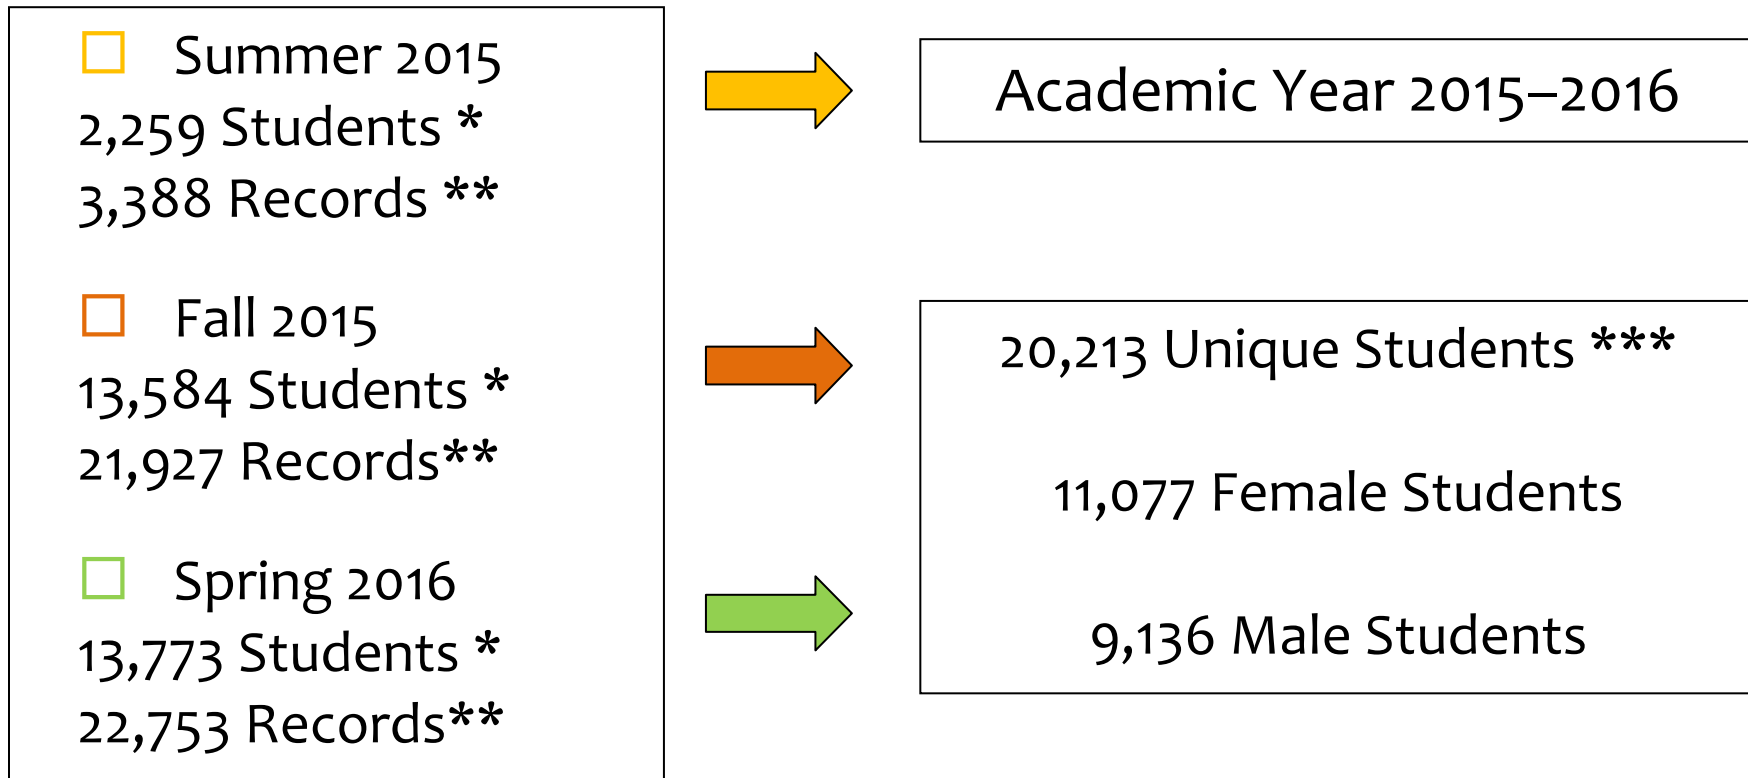 Summer 2015
2,259 Students *
3,388 Records **
Fall 2015
13,584 Students *
21,927 Records**
Spring 2016
13,773 Students *
22,753 Records**
Academic Year 2015–2016
20,213 Unique Students ***
11,077 Female Students
9,136 Male Students